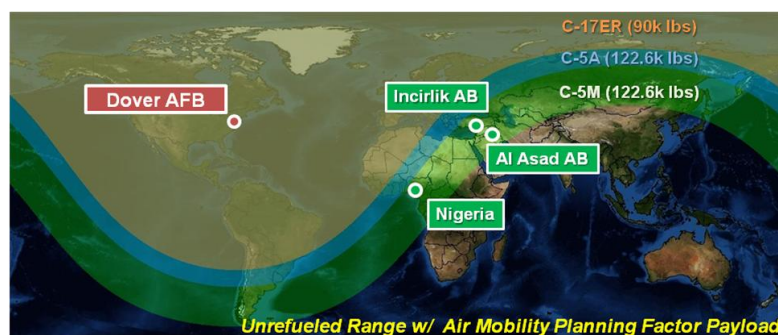 C-17ER (90k lbs)
C-5A (122.6k lbs)
C-5M (122.6k lbs)
Dover AFB
Incirlik AB
Al Asad AB
Nigeria
Unrefueled Range w/ Air Mobility Planning Factor Payload